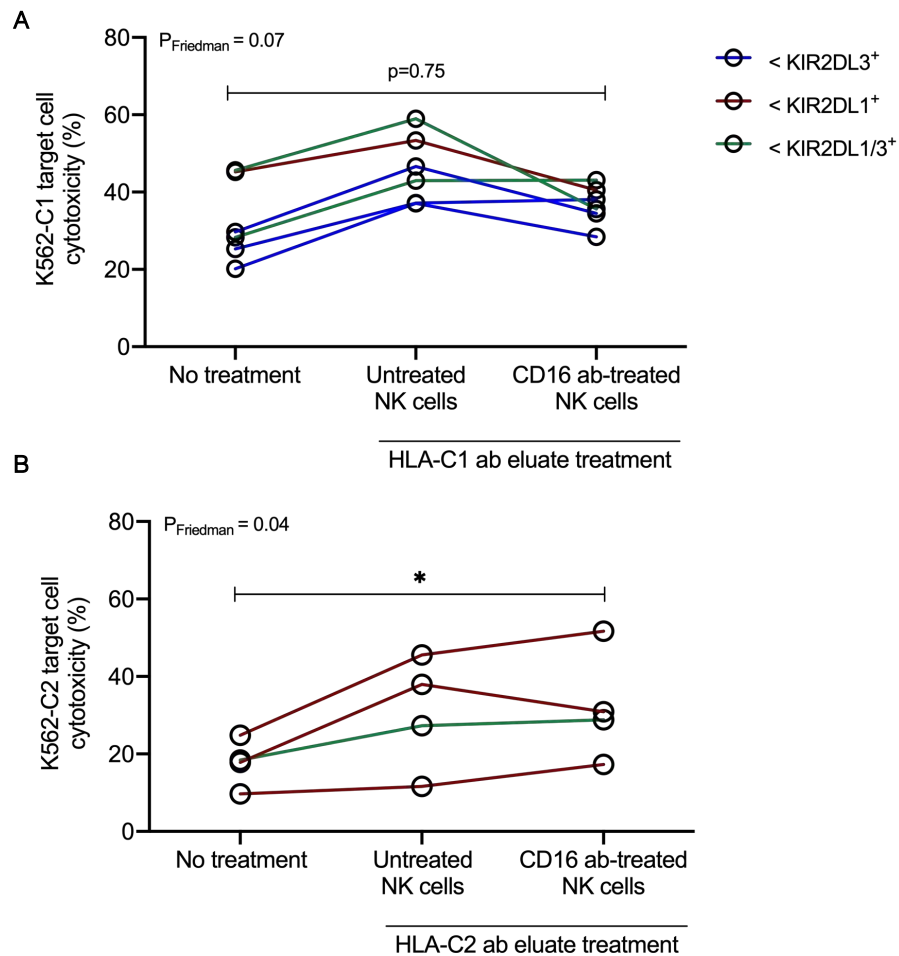 A
80
60
40
20
0
K562-C1 target cell
cytotoxicity (%)
PFriedman = 0.07
p=0.75
No treatment
Untreated
NK cells
CD16 ab-treated
NK cells
HLA-C1 ab eluate treatment
< KIR2DL3+
< KIR2DL1+
< KIR2DL1/3+
B
80
60
40
20
0
K562-C2 target cell
cytotoxicity (%)
PFriedman = 0.04
*
No treatment
Untreated
NK cells
CD16 ab-treated
NK cells
HLA-C2 ab eluate treatment